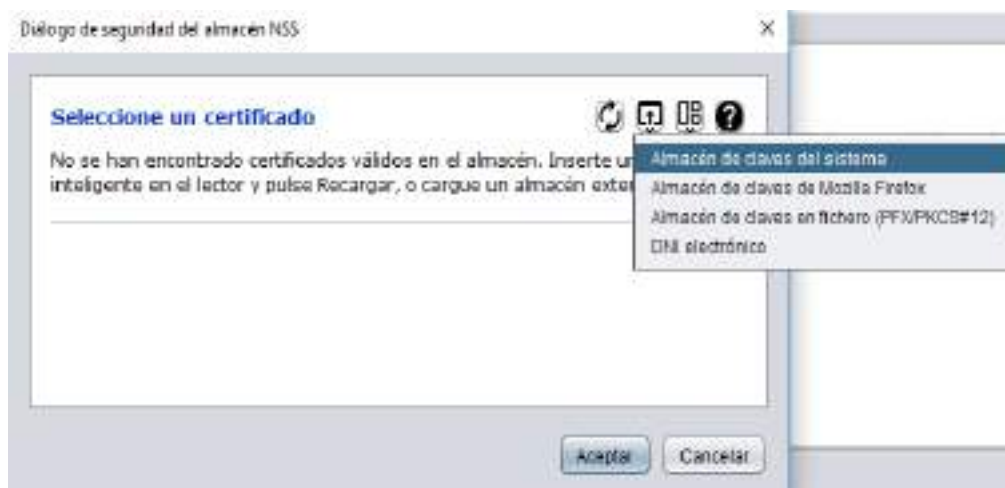 Diálogo de seguridad del almacén NSS
Seleccione un certificado
No se han encontrado certificados válidos en el almacén. Inserte
inteligente en el lector y pulse Recargar, o cargue un almacén
Almacén de claves del sistema
Almacén de claves de Mozilla Firefox
Almacén de claves en fichero (PFX/PKCS#12)
DNI electrónico
Aceptar
Cancelar